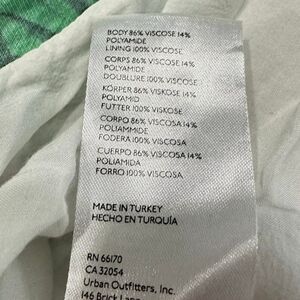 BODY 86% VISCOSE 14%
POLYAMIDE
LINING 100% VISCOSE
CORPS 86% VISCOSE 14%
POLYAMIDE
DOUBLURE 100% VISCOSE
KÖRPER 86% VISKOSE 14%
POLYAMID
FUTTER 100% VISKOSE
CORPO 86% VISCOSA 14%
POLIAMMIDE
FODERA 100% VISCOSA
CUERPO 86% VISCOSA 14%
POLIAMIDA
FORRO 100% VISCOSA
MADE IN TURKEY
HECHO EN TURQUÍA
RN 66170
CA 32054
Urban Outfitters, Inc.
146 Brick